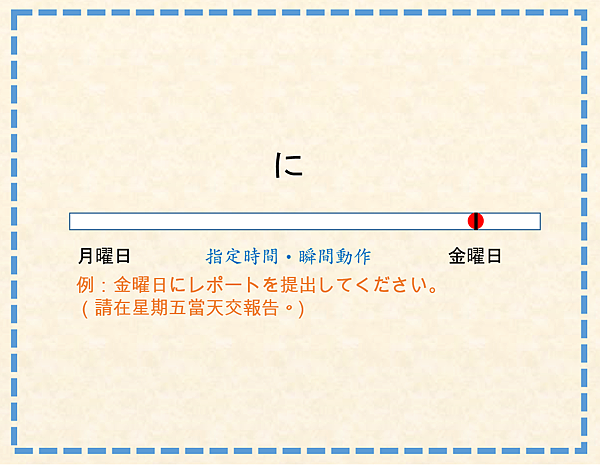 に
月曜日 指定時間・瞬間動作 金曜日
例：金曜日にレポートを提出してください。
（請在星期五當天交報告。）